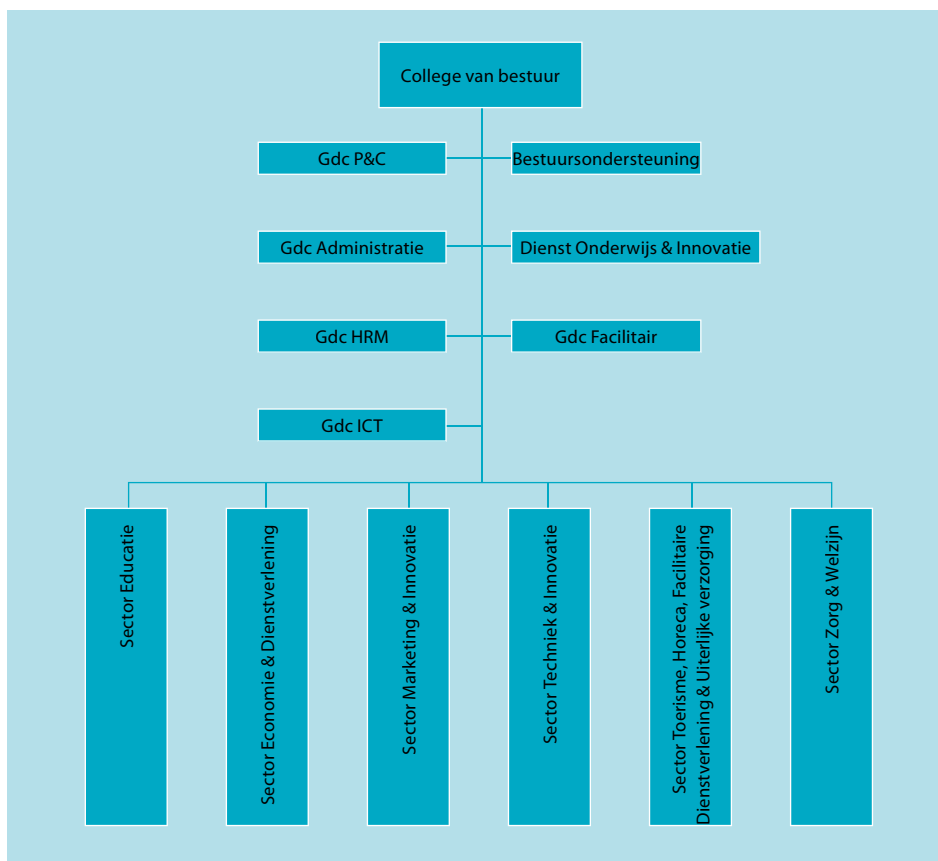 College van bestuur
Gdc P&C
Bestuursondersteuning
Gdc Administratie
Dienst Onderwijs & Innovatie
Gdc HRM
Gdc Facilitair
Gdc ICT
Sector Educatie
Sector Economie & Dienstverlening
Sector Marketing & Innovatie
Sector Techniek & Innovatie
Sector Toerisme, Horeca, Facilitaire
Dienstverlening & Uiterlijke verzorging
Sector Zorg & Welzijn